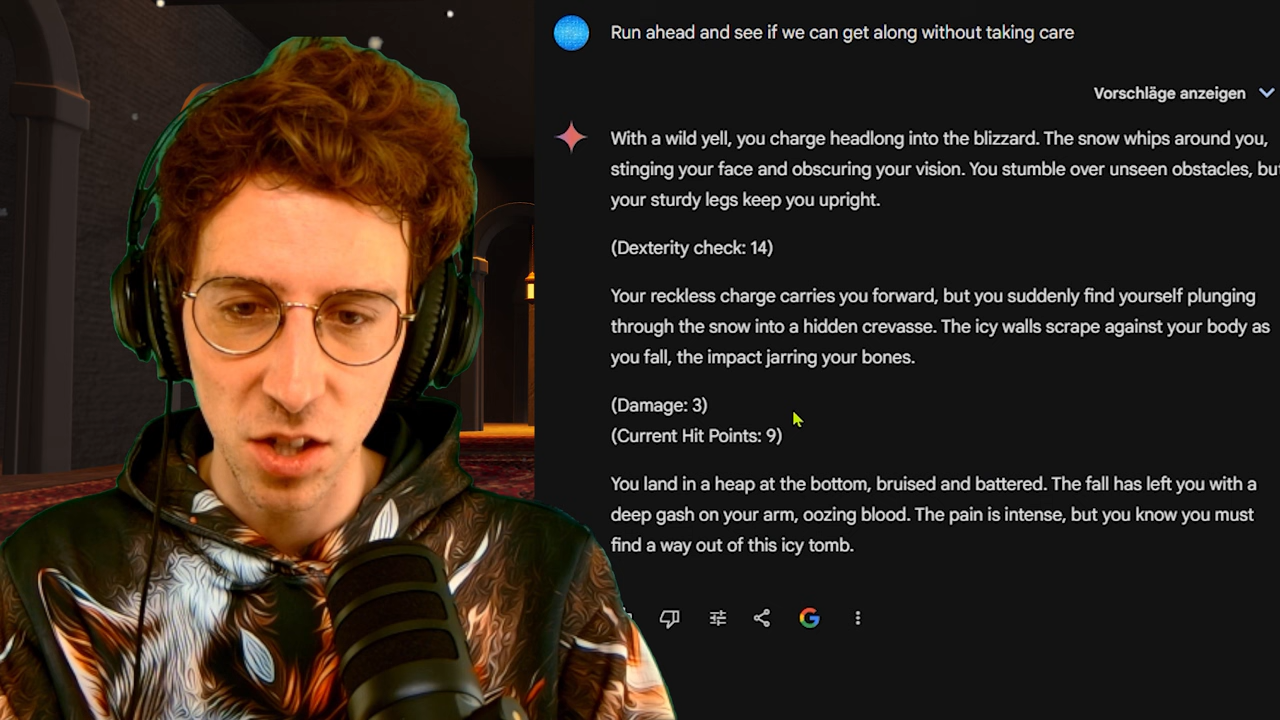 Run ahead and see if we can get along without taking care
Vorschläge anzeigen
With a wild yell, you charge headlong into the blizzard. The snow whips around you,
stinging your face and obscuring your vision. You stumble over unseen obstacles, but
your sturdy legs keep you upright.
(Dexterity check: 14)
Your reckless charge carries you forward, but you suddenly find yourself plunging
through the snow into a hidden crevasse. The icy walls scrape against your body as
you fall, the impact jarring your bones.
(Damage: 3)
(Current Hit Points: 9)
You land in a heap at the bottom, bruised and battered. The fall has left you with a
deep gash on your arm, oozing blood. The pain is intense, but you know you must
find a way out of this icy tomb.
G